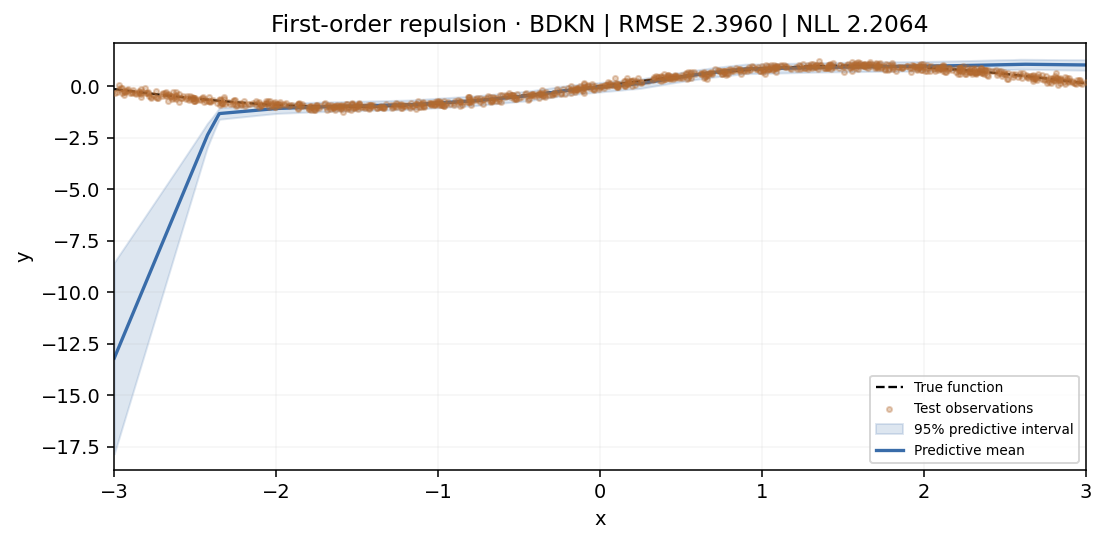 First-order repulsion · BDKN | RMSE 2.3960 | NLL 2.2064
0.0
−2.5
−5.0
−7.5
−10.0
−12.5
−15.0
−17.5
y
True function
Test observations
95% predictive interval
Predictive mean
−3 −2 −1 0 1 2 3
x